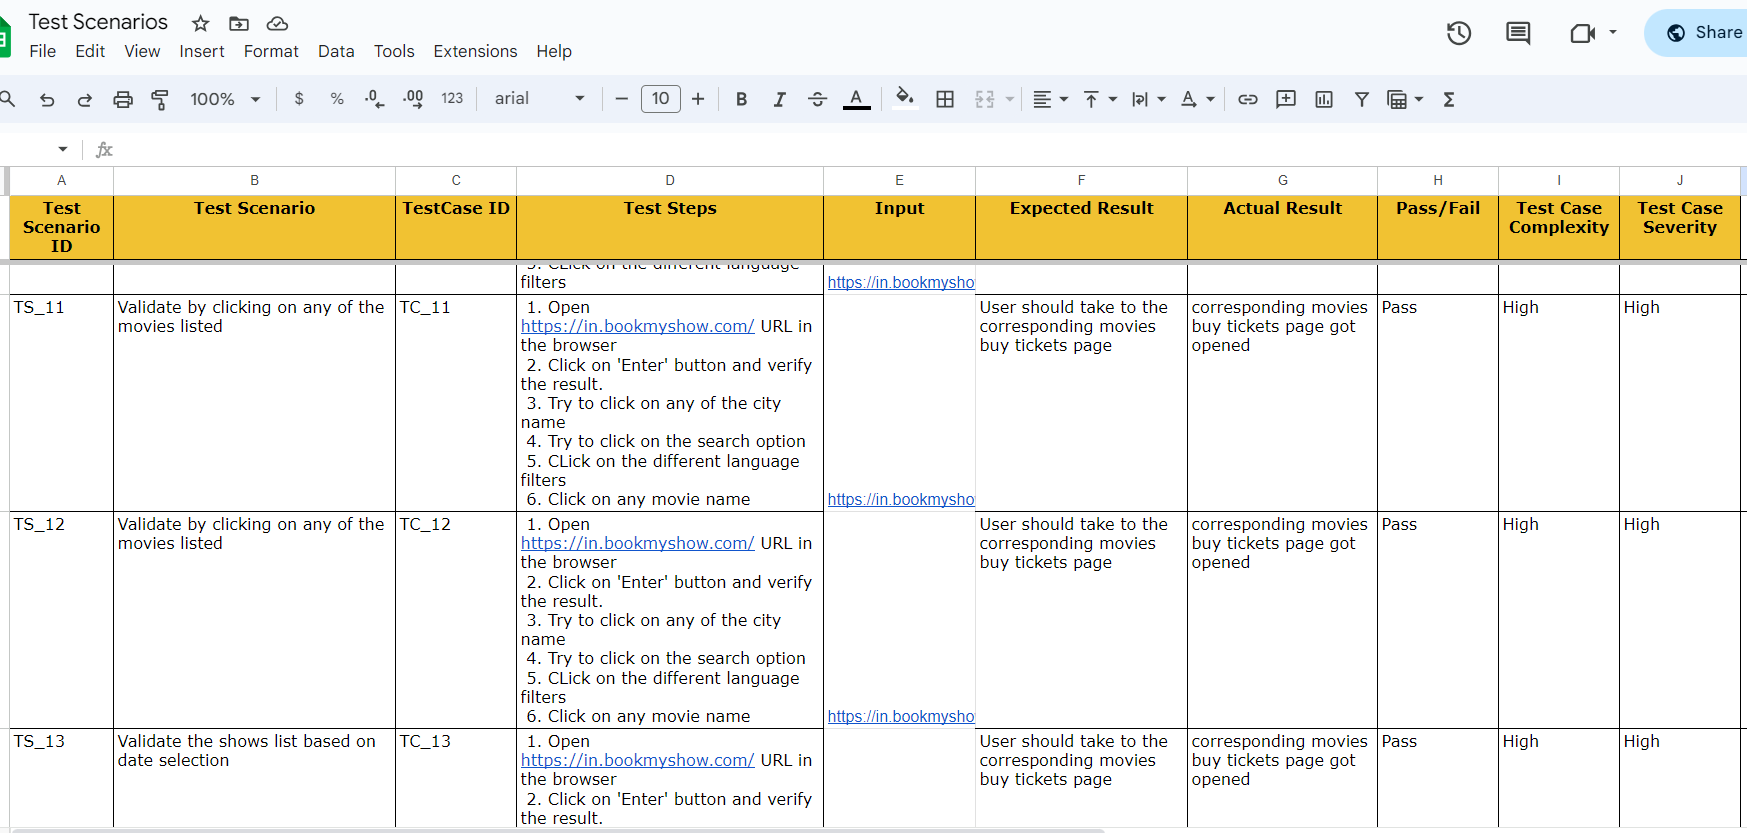 Test Scenarios
File Edit View Insert Format Data Tools Extensions Help
Share
100% $ % .0 .00 123 arial 10 B I A Σ
fx
A B C D E F G H I J
Test
Scenario
ID
Test Scenario
TestCase ID
Test Steps
Input
Expected Result
Actual Result
Pass/Fail
Test Case
Complexity
Test Case
Severity
5. CLick on the different language
filters
https://in.bookmysho
TS_11
Validate by clicking on any of the
movies listed
TC_11
1. Open
https://in.bookmyshow.com/ URL in
the browser
2. Click on 'Enter' button and verify
the result.
3. Try to click on any of the city
name
4. Try to click on the search option
5. CLick on the different language
filters
6. Click on any movie name
https://in.bookmysho
User should take to the
corresponding movies
buy tickets page
corresponding movies
buy tickets page got
opened
Pass
High
High
TS_12
Validate by clicking on any of the
movies listed
TC_12
1. Open
https://in.bookmyshow.com/ URL in
the browser
2. Click on 'Enter' button and verify
the result.
3. Try to click on any of the city
name
4. Try to click on the search option
5. CLick on the different language
filters
6. Click on any movie name
https://in.bookmysho
User should take to the
corresponding movies
buy tickets page
corresponding movies
buy tickets page got
opened
Pass
High
High
TS_13
Validate the shows list based on
date selection
TC_13
1. Open
https://in.bookmyshow.com/ URL in
the browser
2. Click on 'Enter' button and verify
the result.
User should take to the
corresponding movies
buy tickets page
corresponding movies
buy tickets page got
opened
Pass
High
High